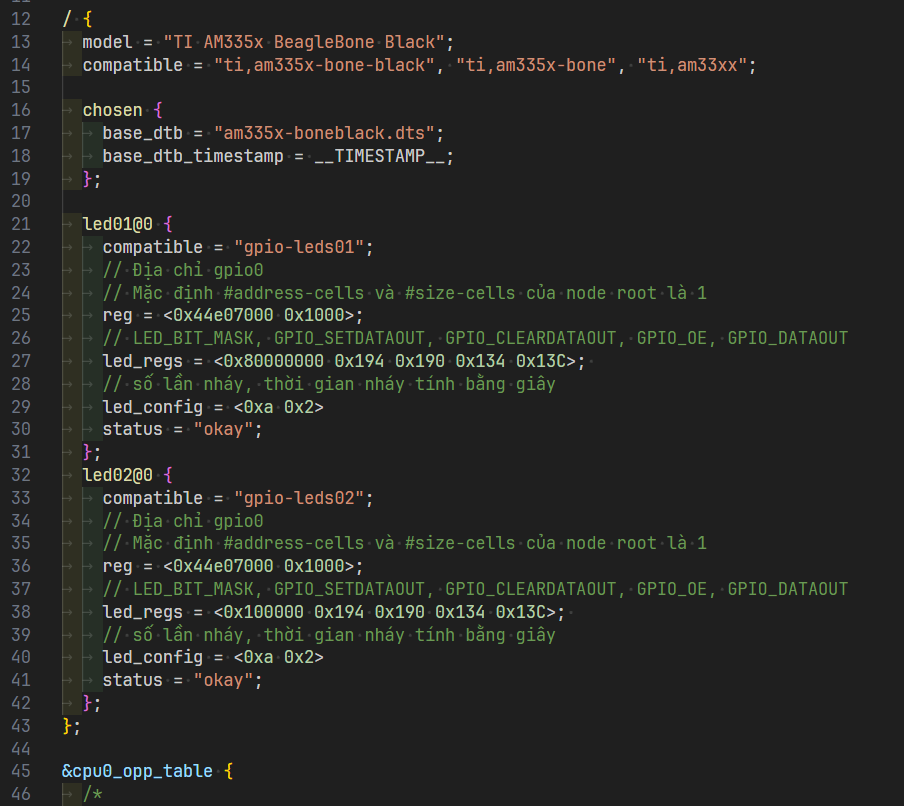 12 / {
13 model = "TI AM335x BeagleBone Black";
14 compatible = "ti,am335x-bone-black", "ti,am335x-bone", "ti,am33xx";
15
16 chosen {
17 base_dtb = "am335x-boneblack.dts";
18 base_dtb_timestamp = __TIMESTAMP__;
19 };
20
21 led01@0 {
22 compatible = "gpio-leds01";
23 // Địa chỉ gpio0
24 // Mặc định #address-cells và #size-cells của node root là 1
25 reg = <0x44e07000 0x1000>;
26 // LED_BIT_MASK, GPIO_SETDATAOUT, GPIO_CLEARDATAOUT, GPIO_OE, GPIO_DATAOUT
27 led_regs = <0x80000000 0x194 0x190 0x134 0x13C>;
28 // số lần nháy, thời gian nháy tính bằng giây
29 led_config = <0xa 0x2>
30 status = "okay";
31 };
32 led02@0 {
33 compatible = "gpio-leds02";
34 // Địa chỉ gpio0
35 // Mặc định #address-cells và #size-cells của node root là 1
36 reg = <0x44e07000 0x1000>;
37 // LED_BIT_MASK, GPIO_SETDATAOUT, GPIO_CLEARDATAOUT, GPIO_OE, GPIO_DATAOUT
38 led_regs = <0x100000 0x194 0x190 0x134 0x13C>;
39 // số lần nháy, thời gian nháy tính bằng giây
40 led_config = <0xa 0x2>
41 status = "okay";
42 };
43 };
44
45 &cpu0_opp_table {
46 /*